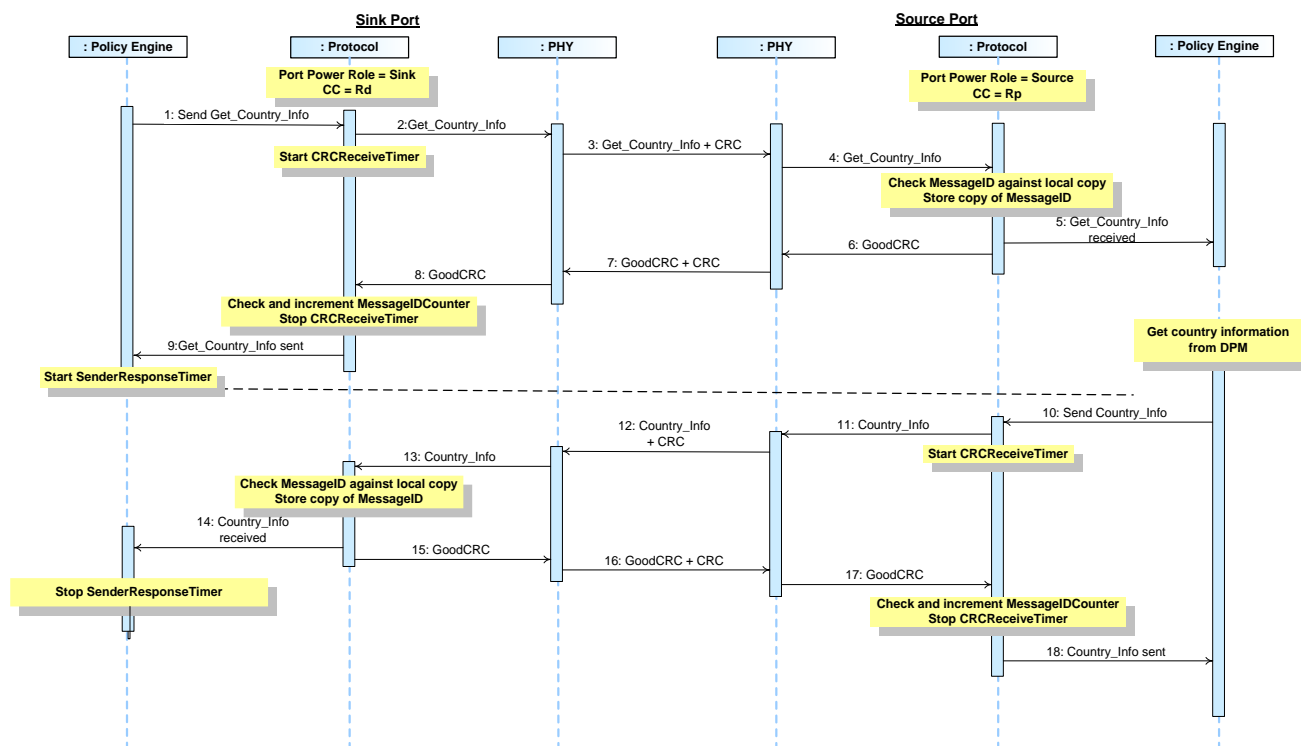 Sink Port
Source Port
: Policy Engine
: Protocol
: PHY
: PHY
: Protocol
: Policy Engine
Port Power Role = Sink
CC = Rd
Port Power Role = Source
CC = Rp
1: Send Get_Country_Info
2:Get_Country_Info
Start CRCReceiveTimer
3: Get_Country_Info + CRC
4: Get_Country_Info
Check MessageID against local copy
Store copy of MessageID
5: Get_Country_Info
received
6: GoodCRC
7: GoodCRC + CRC
8: GoodCRC
Check and increment MessageIDCounter
Stop CRCReceiveTimer
9:Get_Country_Info sent
Start SenderResponseTimer
Get country information
from DPM
10: Send Country_Info
11: Country_Info
Start CRCReceiveTimer
12: Country_Info
+ CRC
13: Country_Info
Check MessageID against local copy
Store copy of MessageID
14: Country_Info
received
15: GoodCRC
16: GoodCRC + CRC
17: GoodCRC
Stop SenderResponseTimer
Check and increment MessageIDCounter
Stop CRCReceiveTimer
18: Country_Info sent